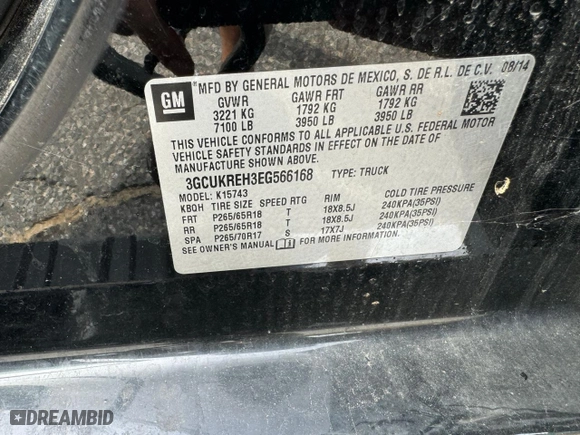 GM
MFD BY GENERAL MOTORS DE MEXICO, S. DE R.L. DE C.V. 08/14
GVWR GAWR FRT GAWR RR
3221 KG 1792 KG 1792 KG
7100 LB 3950 LB 3950 LB
THIS VEHICLE CONFORMS TO ALL APPLICABLE U.S. FEDERAL MOTOR
VEHICLE SAFETY STANDARDS IN EFFECT ON THE DATE OF
MANUFACTURE SHOWN ABOVE.
3GCUKREH3EG566168 TYPE: TRUCK
MODEL: K15743
KBQH TIRE SIZE SPEED RTG RIM COLD TIRE PRESSURE
FRT P265/65R18 T 18X8.5J 240KPA(35PSI)
RR P265/65R18 T 18X8.5J 240KPA(35PSI)
SPA P265/70R17 S 17X7J 240KPA(35PSI)
SEE OWNER'S MANUAL FOR MORE INFORMATION.
DREAMBID